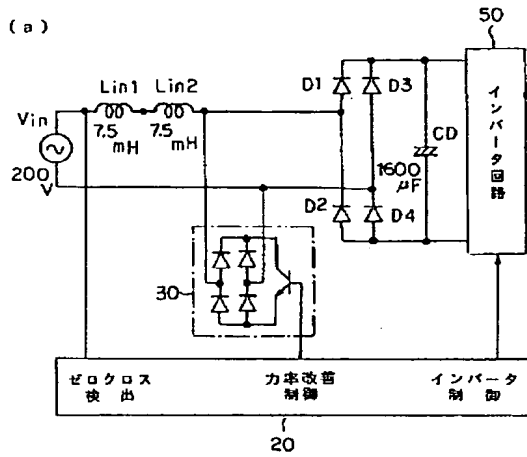 (a)
50
Lin1 Lin2
D1
D3
インバータ回路
Vin
7.5 mH
7.5 mH
CD
200 V
1600 μF
D2
D4
30
ゼロクロス検出
力率改善制御
インバータ制御
20